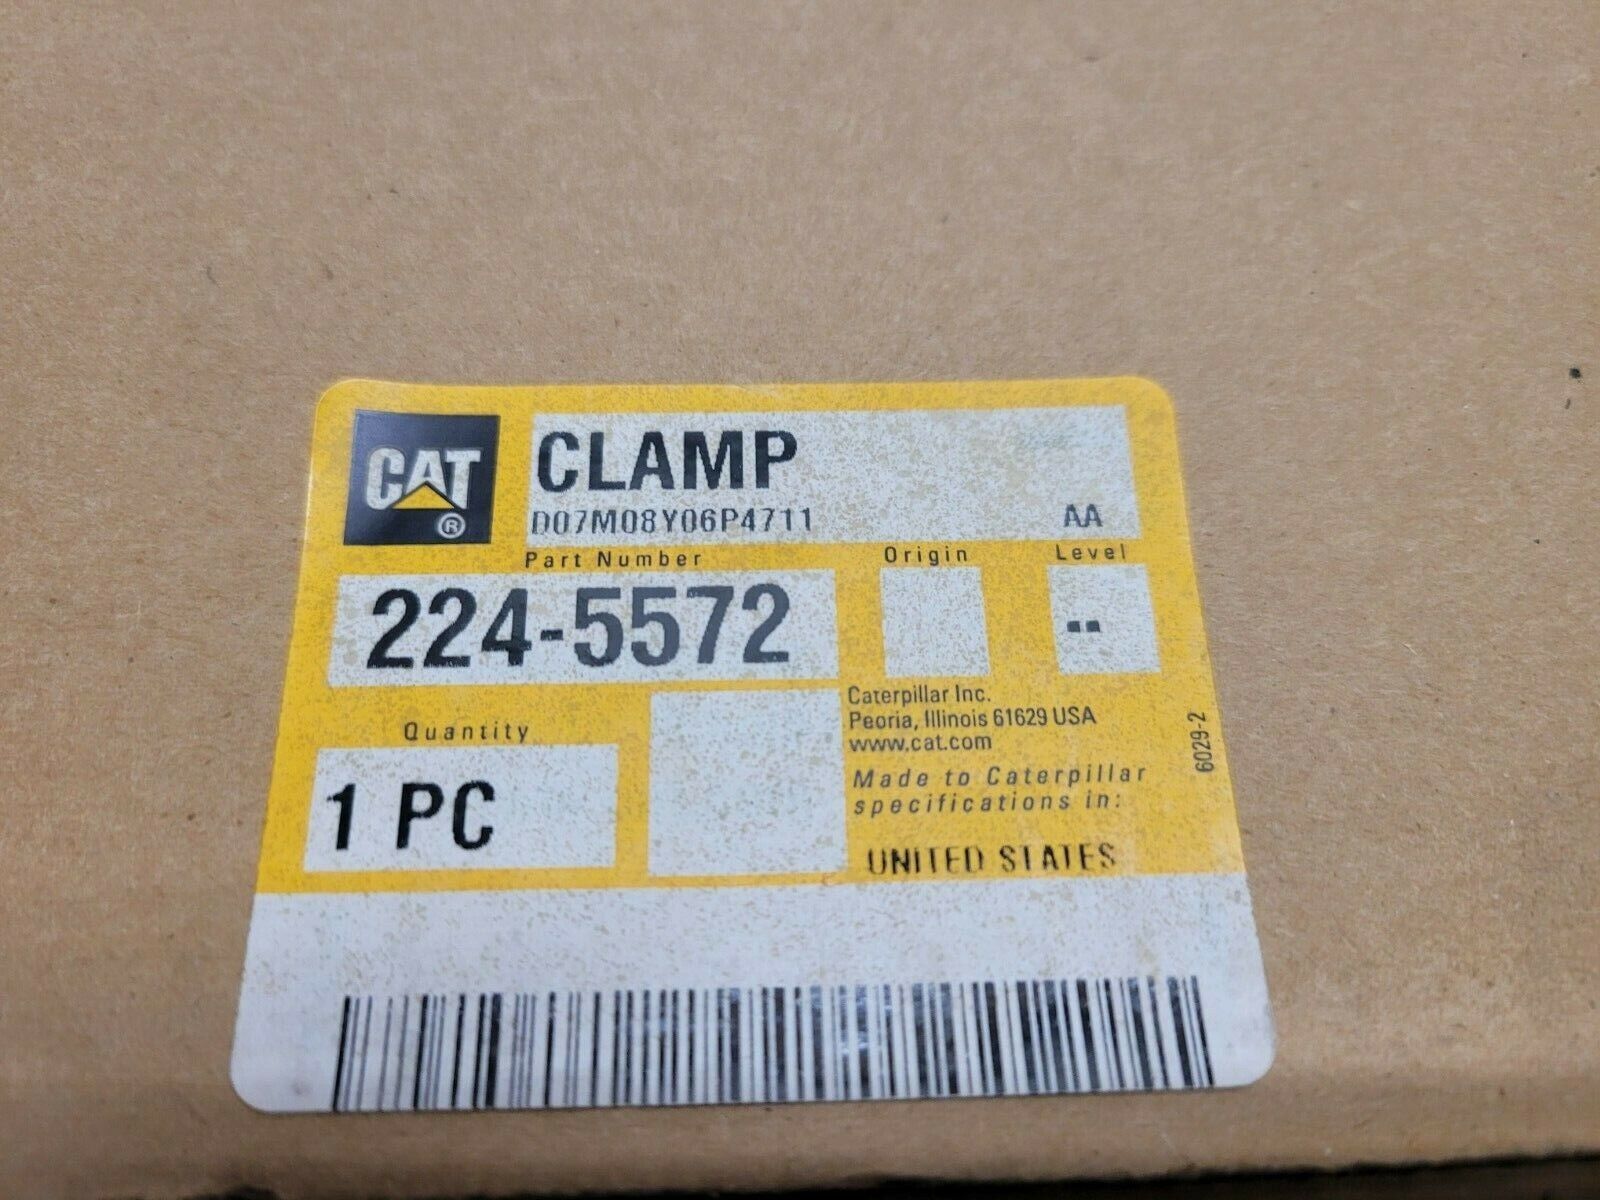 CAT®
CLAMP
D07M08Y06P4711 AA
Part Number Origin Level
224-5572 --
Quantity
1 PC
Caterpillar Inc.
Peoria, Illinois 61629 USA
www.cat.com
Made to Caterpillar
specifications in:
UNITED STATES
6029-2